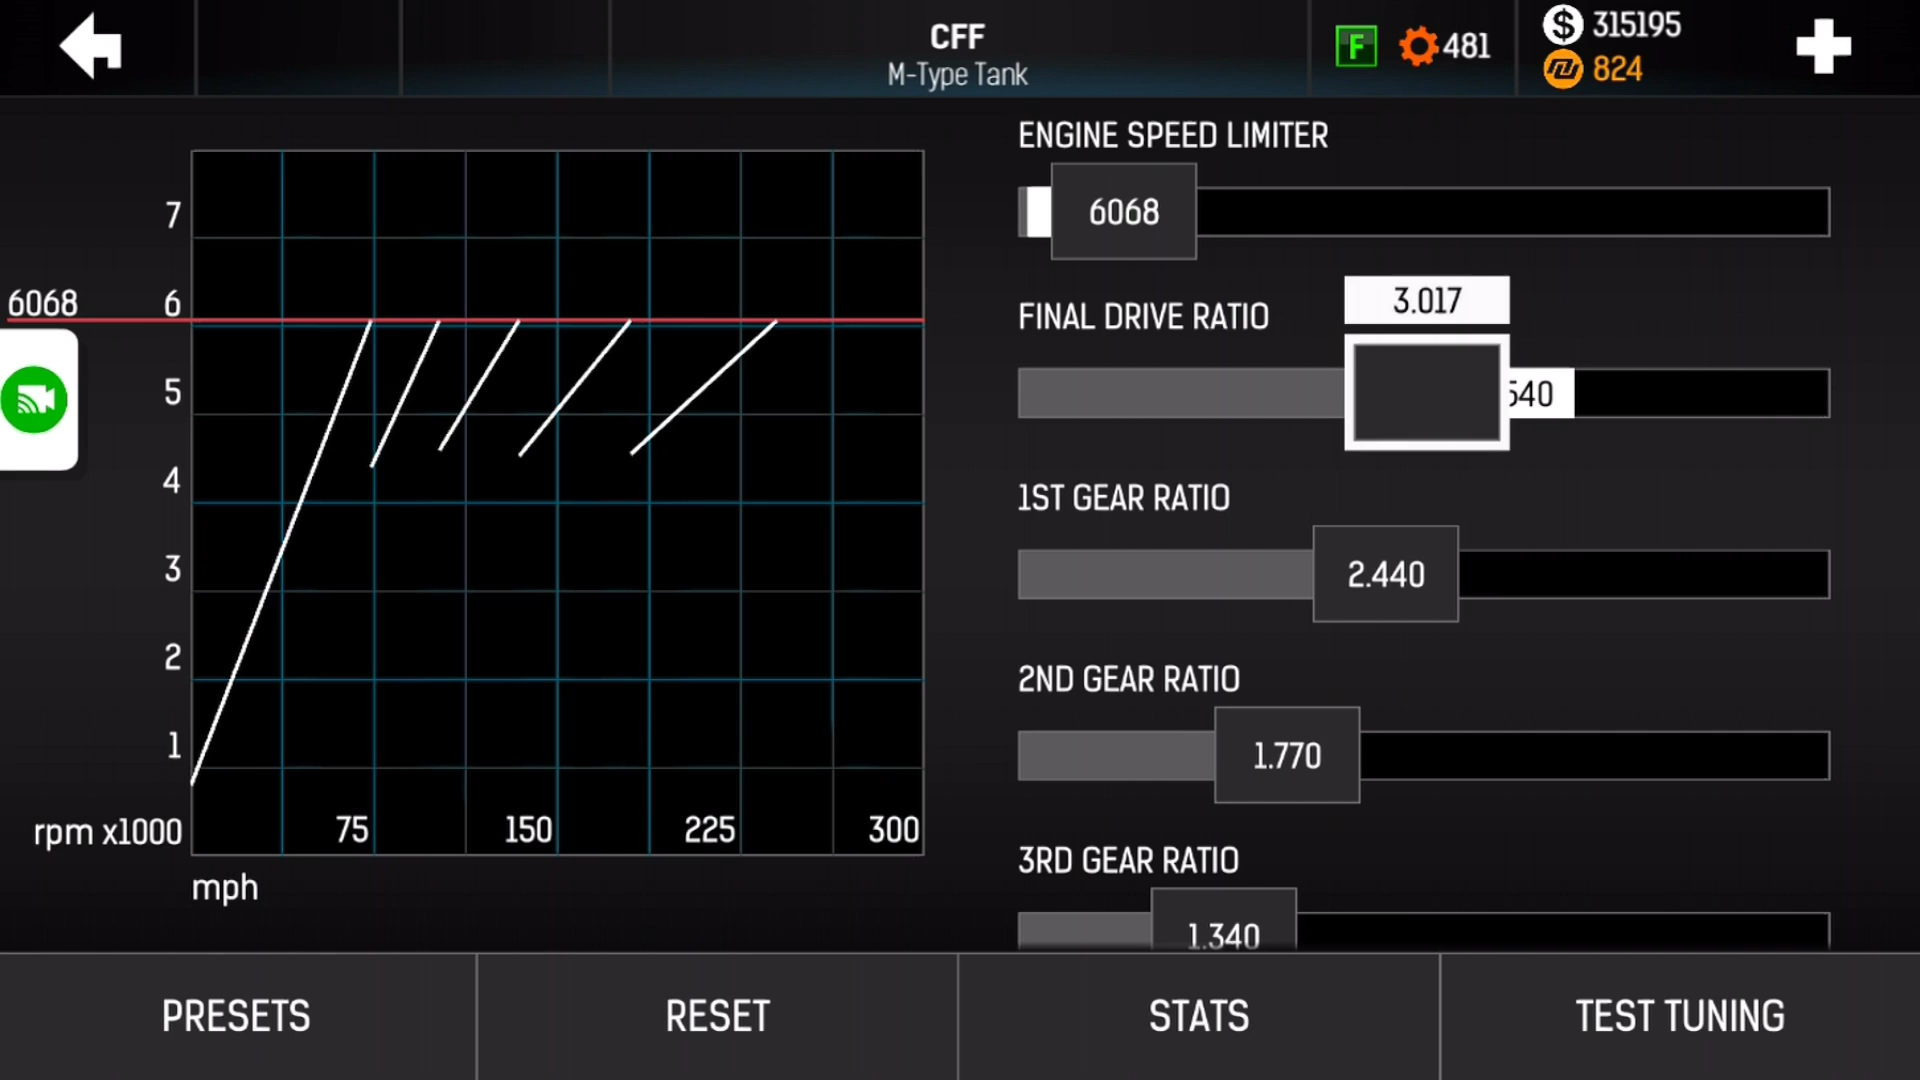 CFF
M-Type Tank
F
481
$
315195
824
ENGINE SPEED LIMITER
6068
FINAL DRIVE RATIO
3.017
540
1ST GEAR RATIO
2.440
2ND GEAR RATIO
1.770
3RD GEAR RATIO
1.340
7
6068
6
5
4
3
2
1
rpm x1000
75
150
225
300
mph
PRESETS
RESET
STATS
TEST TUNING